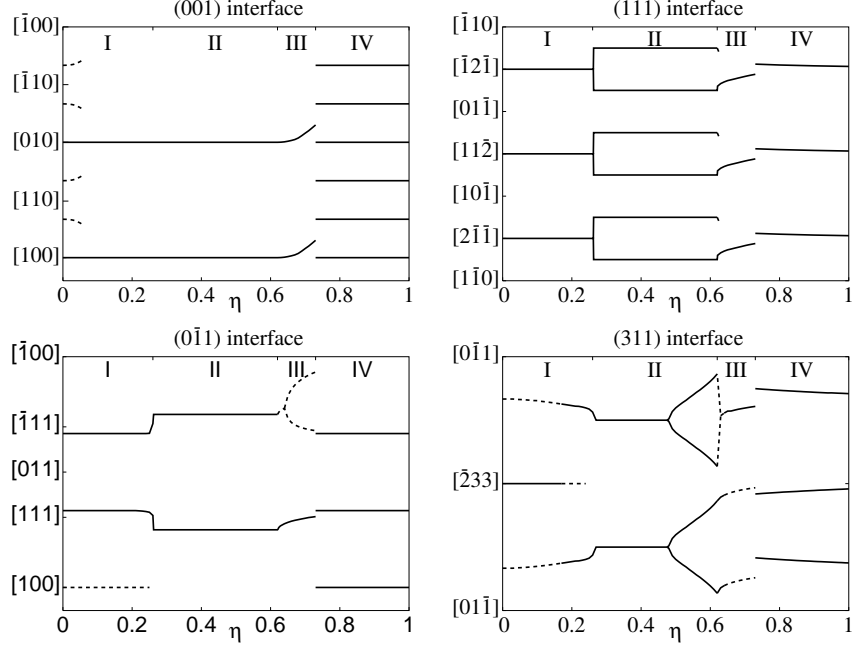 (001) interface
[1̄00]
I II III IV
[1̄10]
[010]
[110]
[100]
0 0.2 0.4 0.6 0.8 1
η
(111) interface
[1̄10]
I II III IV
[1̄21̄]
[011̄]
[112̄]
[101̄]
[21̄1̄]
[11̄0]
0 0.2 0.4 0.6 0.8 1
η
(01̄1) interface
[1̄00]
I II III IV
[1̄11]
[011]
[111]
[100]
0 0.2 0.4 0.6 0.8 1
η
(311) interface
[01̄1]
I II III IV
[2̄33]
[011̄]
0 0.2 0.4 0.6 0.8 1
η